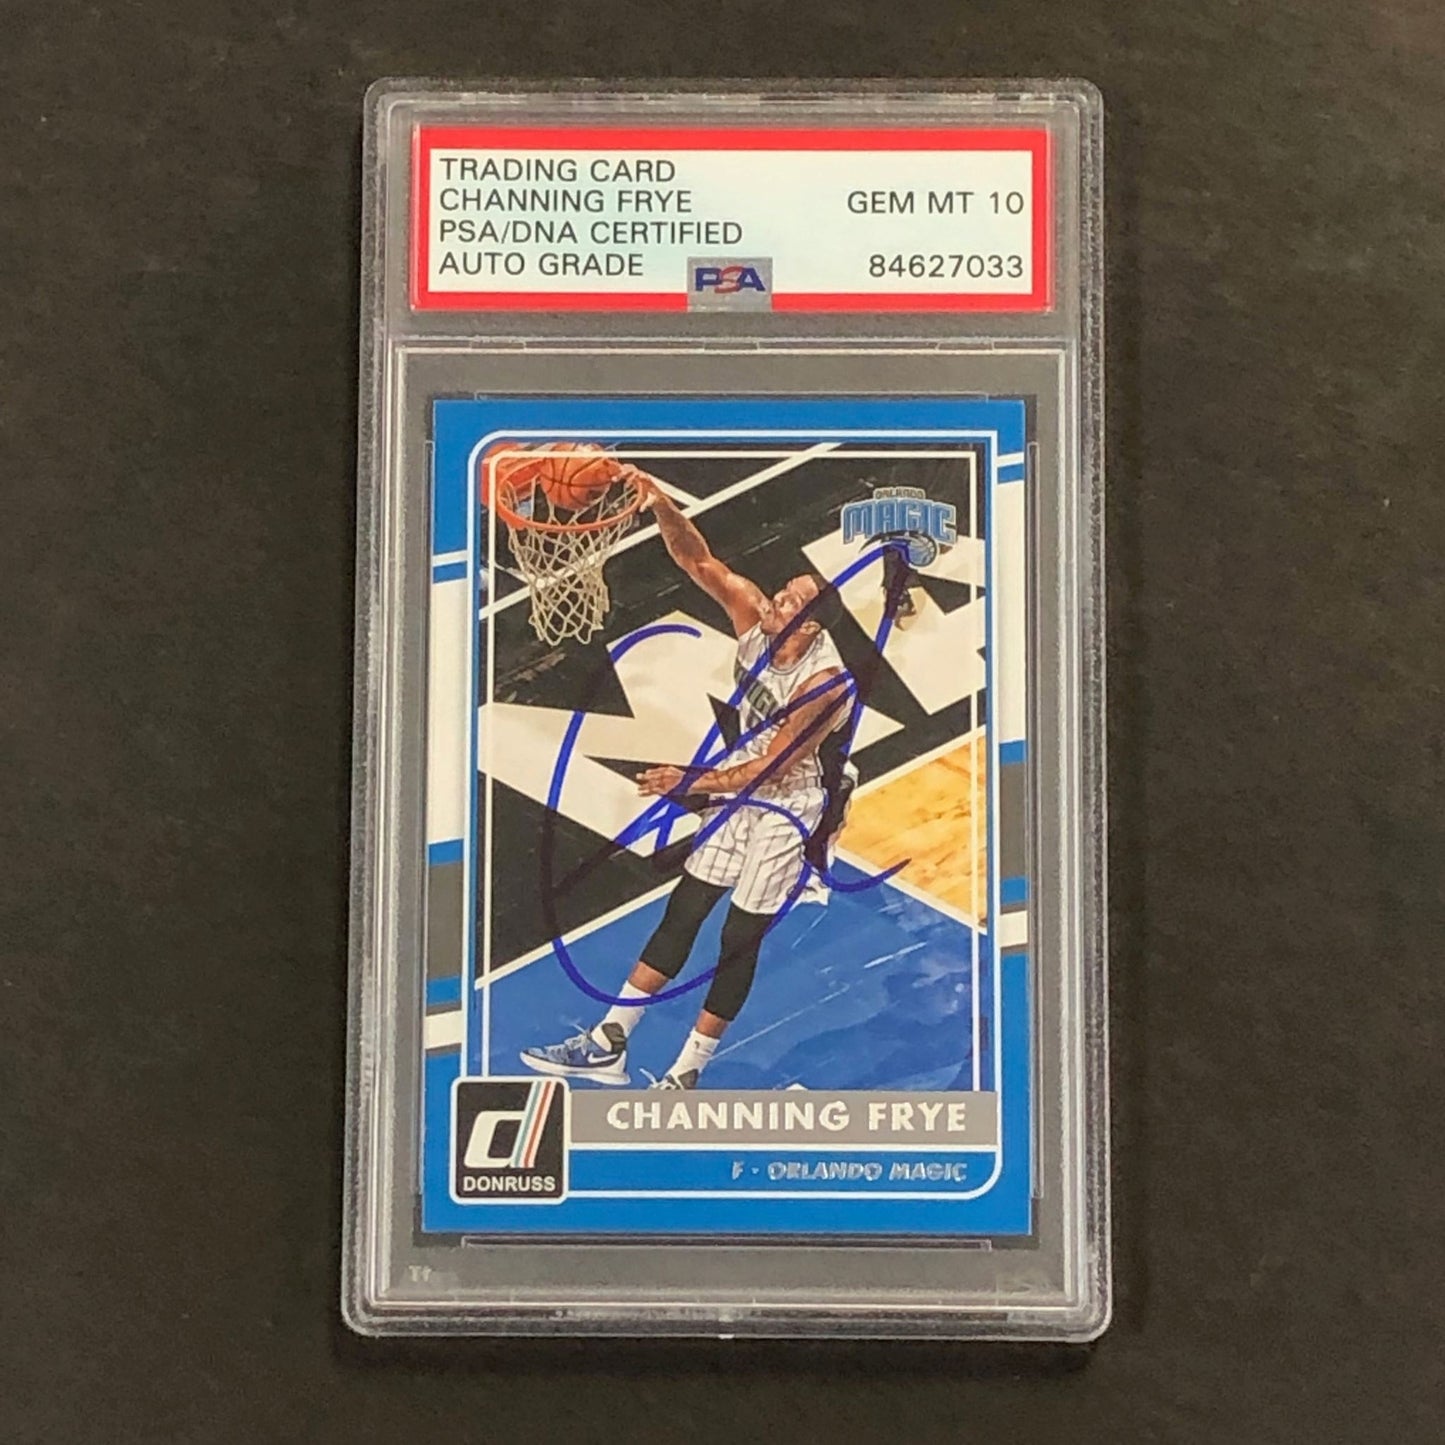 TRADING CARD
CHANNING FRYE
PSA/DNA CERTIFIED
AUTO GRADE
GEM MT 10
84627033
PSA
ORLANDO
MAGIC
CHANNING FRYE
F - ORLANDO MAGIC
d
DONRUSS